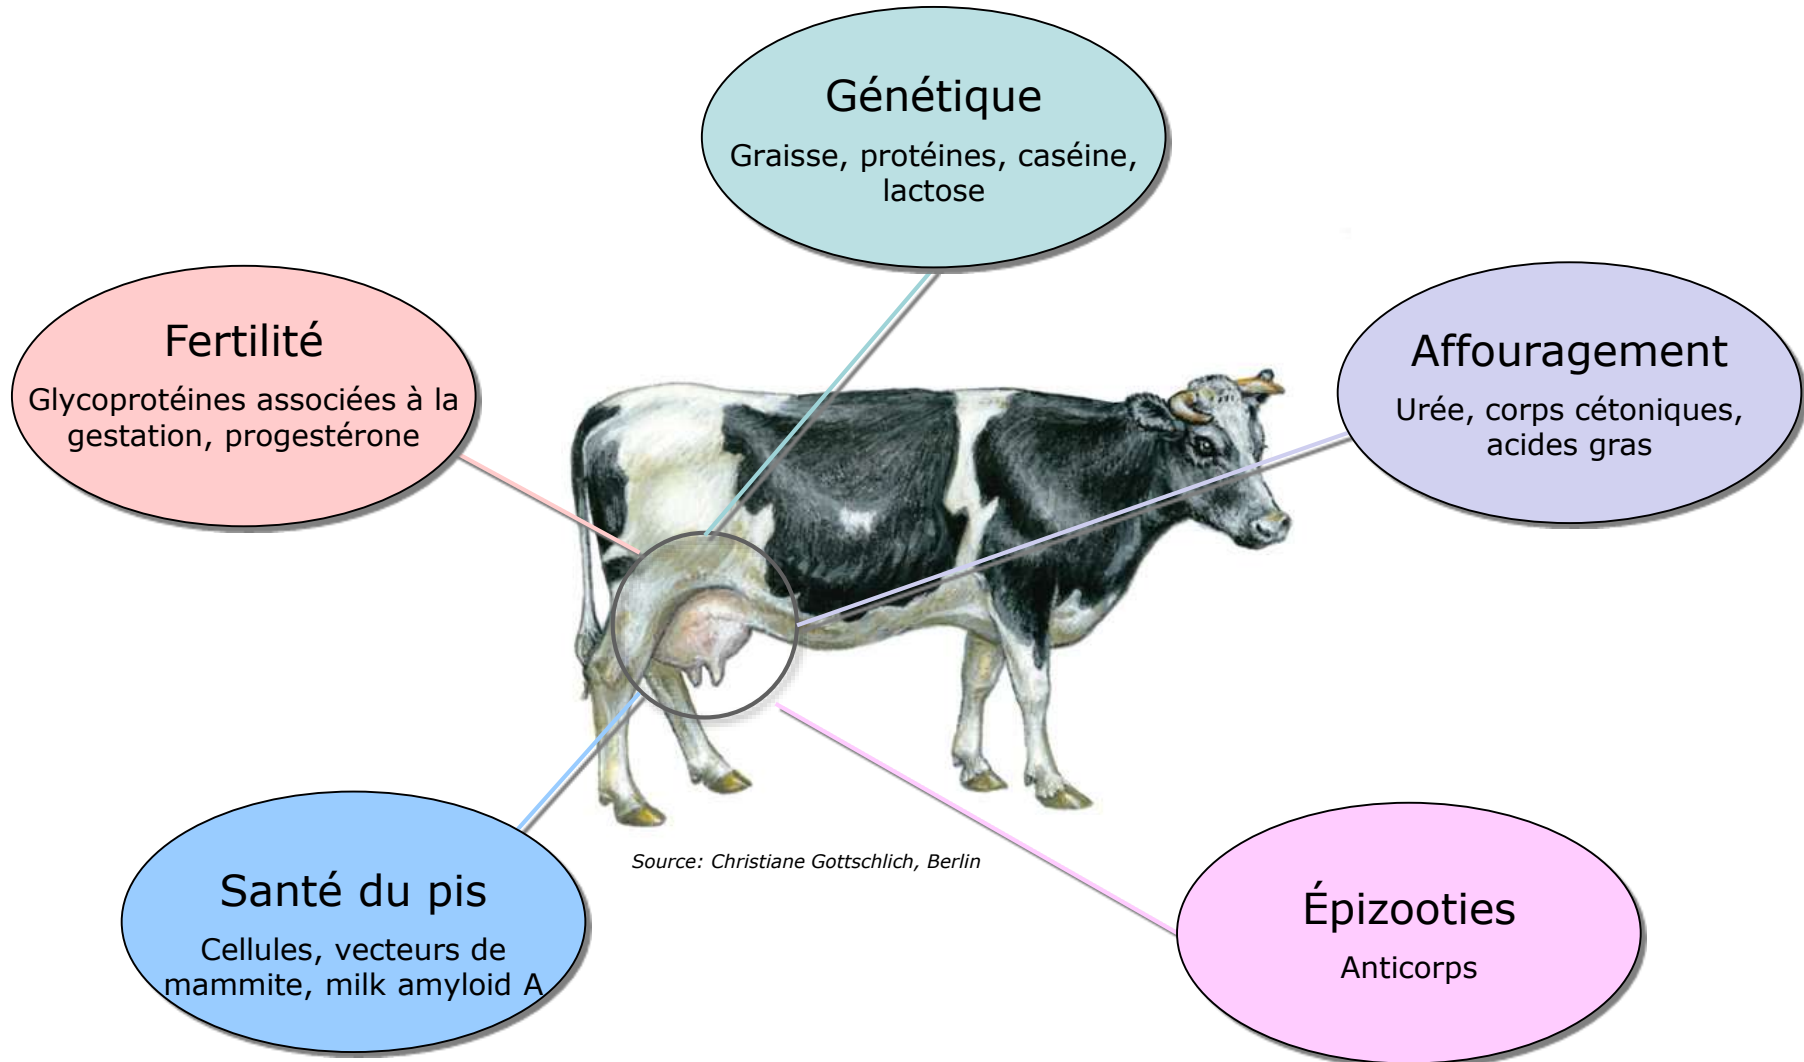 Génétique
Graisse, protéines, caséine,
lactose
Fertilité
Glycoprotéines associées à la
gestation, progestérone
Affouragement
Urée, corps cétoniques,
acides gras
Source: Christiane Gottschlich, Berlin
Santé du pis
Cellules, vecteurs de
mammite, milk amyloid A
Épizooties
Anticorps